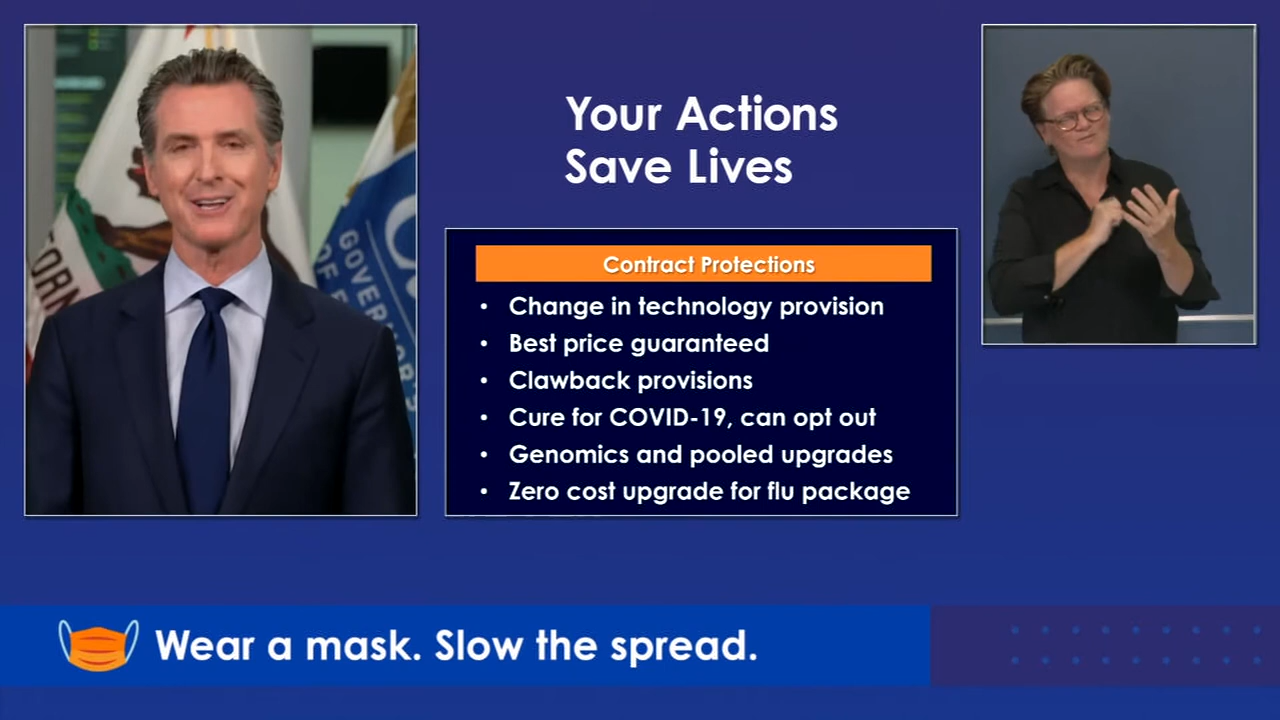 Your Actions
Save Lives
Contract Protections
• Change in technology provision
• Best price guaranteed
• Clawback provisions
• Cure for COVID-19, can opt out
• Genomics and pooled upgrades
• Zero cost upgrade for flu package
Wear a mask. Slow the spread.
GOVERNOR'S